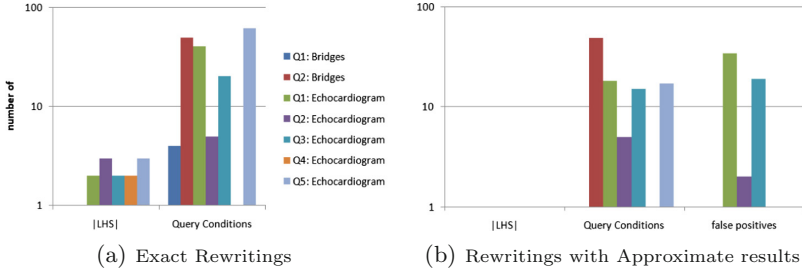 100
10
1
number of
|LHS|
Query Conditions
Q1: Bridges
Q2: Bridges
Q1: Echocardiogram
Q2: Echocardiogram
Q3: Echocardiogram
Q4: Echocardiogram
Q5: Echocardiogram
(a) Exact Rewritings
100
10
1
|LHS|
Query Conditions
false positives
(b) Rewritings with Approximate results